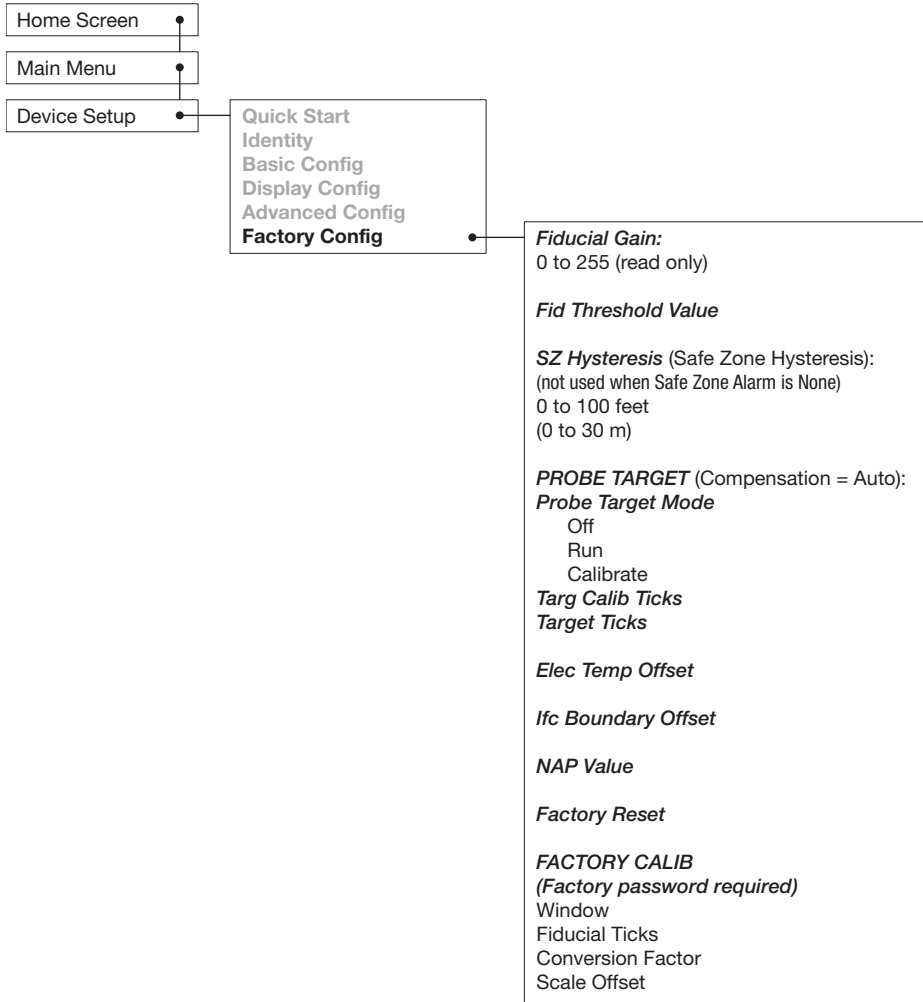 Home Screen
Main Menu
Device Setup
Quick Start
Identity
Basic Config
Display Config
Advanced Config
Factory Config
Fiducial Gain:
0 to 255 (read only)
Fid Threshold Value
SZ Hysteresis (Safe Zone Hysteresis):
(not used when Safe Zone Alarm is None)
0 to 100 feet
(0 to 30 m)
PROBE TARGET (Compensation = Auto):
Probe Target Mode
Off
Run
Calibrate
Targ Calib Ticks
Target Ticks
Elec Temp Offset
Ifc Boundary Offset
NAP Value
Factory Reset
FACTORY CALIB
(Factory password required)
Window
Fiducial Ticks
Conversion Factor
Scale Offset